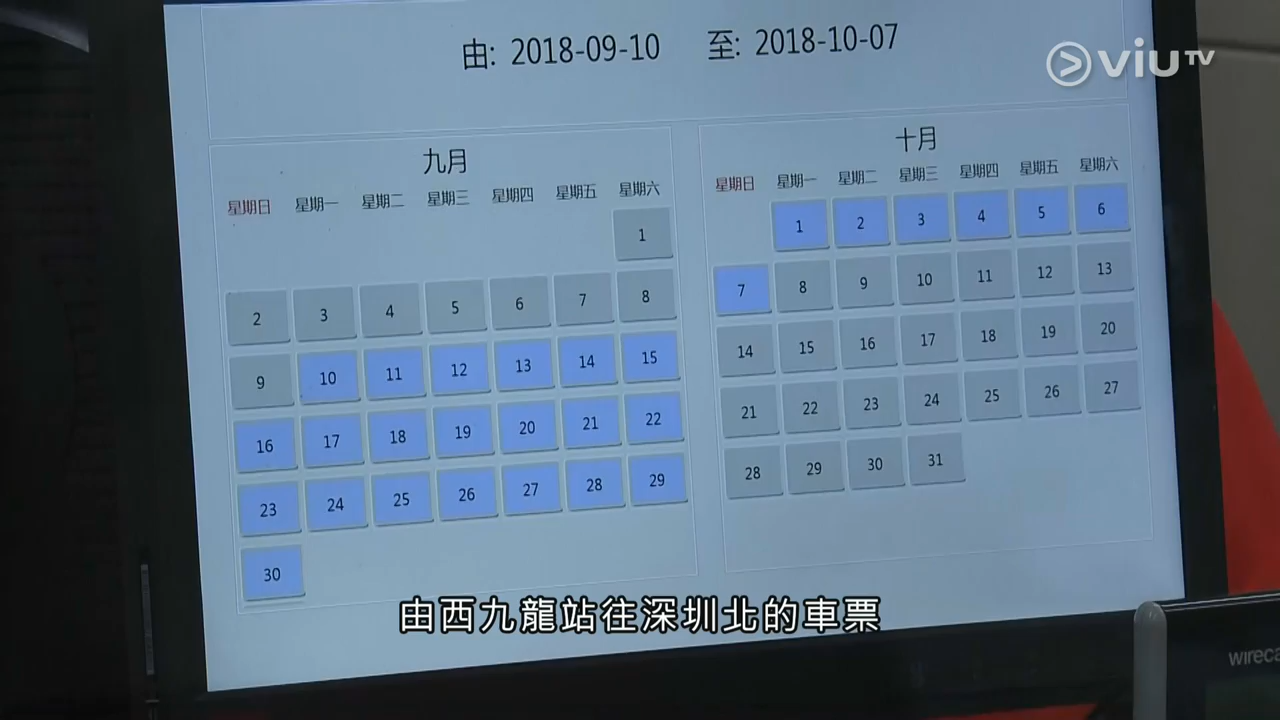 由: 2018-09-10 至: 2018-10-07
viuTV
九月
星期日 星期一 星期二 星期三 星期四 星期五 星期六
1
2 3 4 5 6 7 8
9 10 11 12 13 14 15
16 17 18 19 20 21 22
23 24 25 26 27 28 29
30
十月
星期日 星期一 星期二 星期三 星期四 星期五 星期六
1 2 3 4 5 6
7 8 9 10 11 12 13
14 15 16 17 18 19 20
21 22 23 24 25 26 27
28 29 30 31
由西九龍站往深圳北的車票